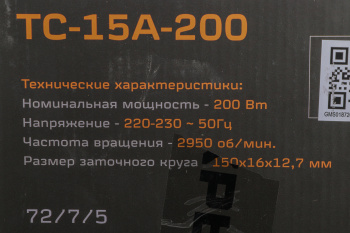 TC-15A-200
Технические характеристики:
Номинальная мощность - 200 Вт
Напряжение - 220-230 ~ 50Гц
Частота вращения - 2950 об/мин.
Размер заточного круга - 150х16х12,7 мм
72/7/5